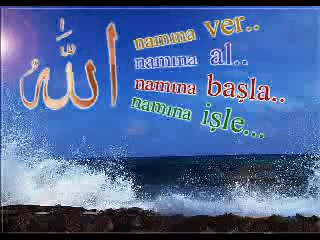 الله
namına ver..
namına al..
namına başla..
namına işle...